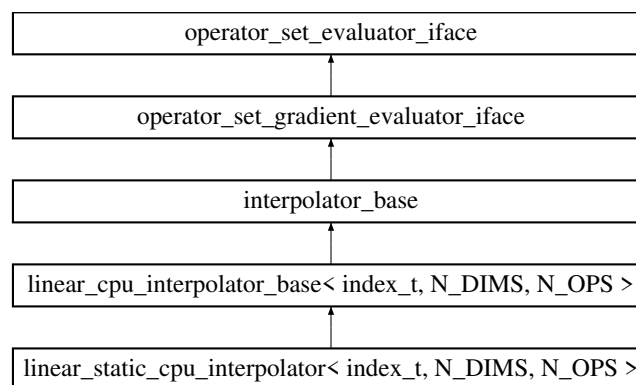 operator_set_evaluator_iface
operator_set_gradient_evaluator_iface
interpolator_base
linear_cpu_interpolator_base< index_t, N_DIMS, N_OPS >
linear_static_cpu_interpolator< index_t, N_DIMS, N_OPS >